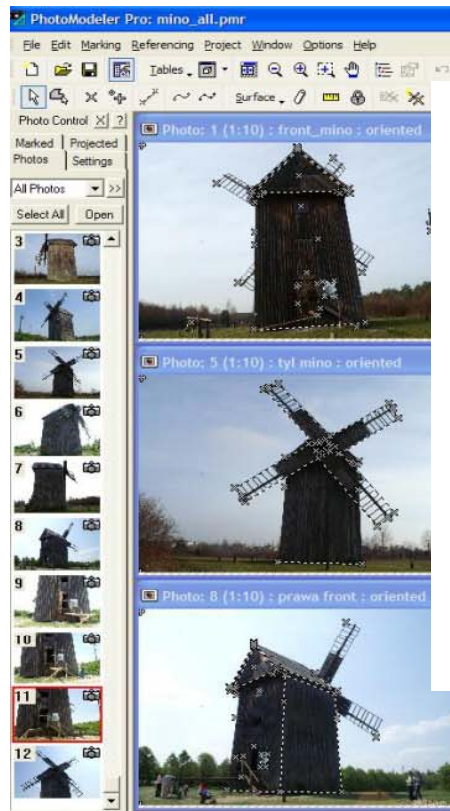 PhotoModeler Pro: mino_all.pmr
File Edit Marking Referencing Project Window Options Help
Tables
Surface
Photo Control X ?
Marked Projected
Photos Settings
All Photos >>
Select All Open
3
4
5
6
7
8
9
10
11
12
Photo: 1 (1:10) : front_mino : oriented
Photo: 5 (1:10) : tyl mino : oriented
Photo: 8 (1:10) : prawa front : oriented